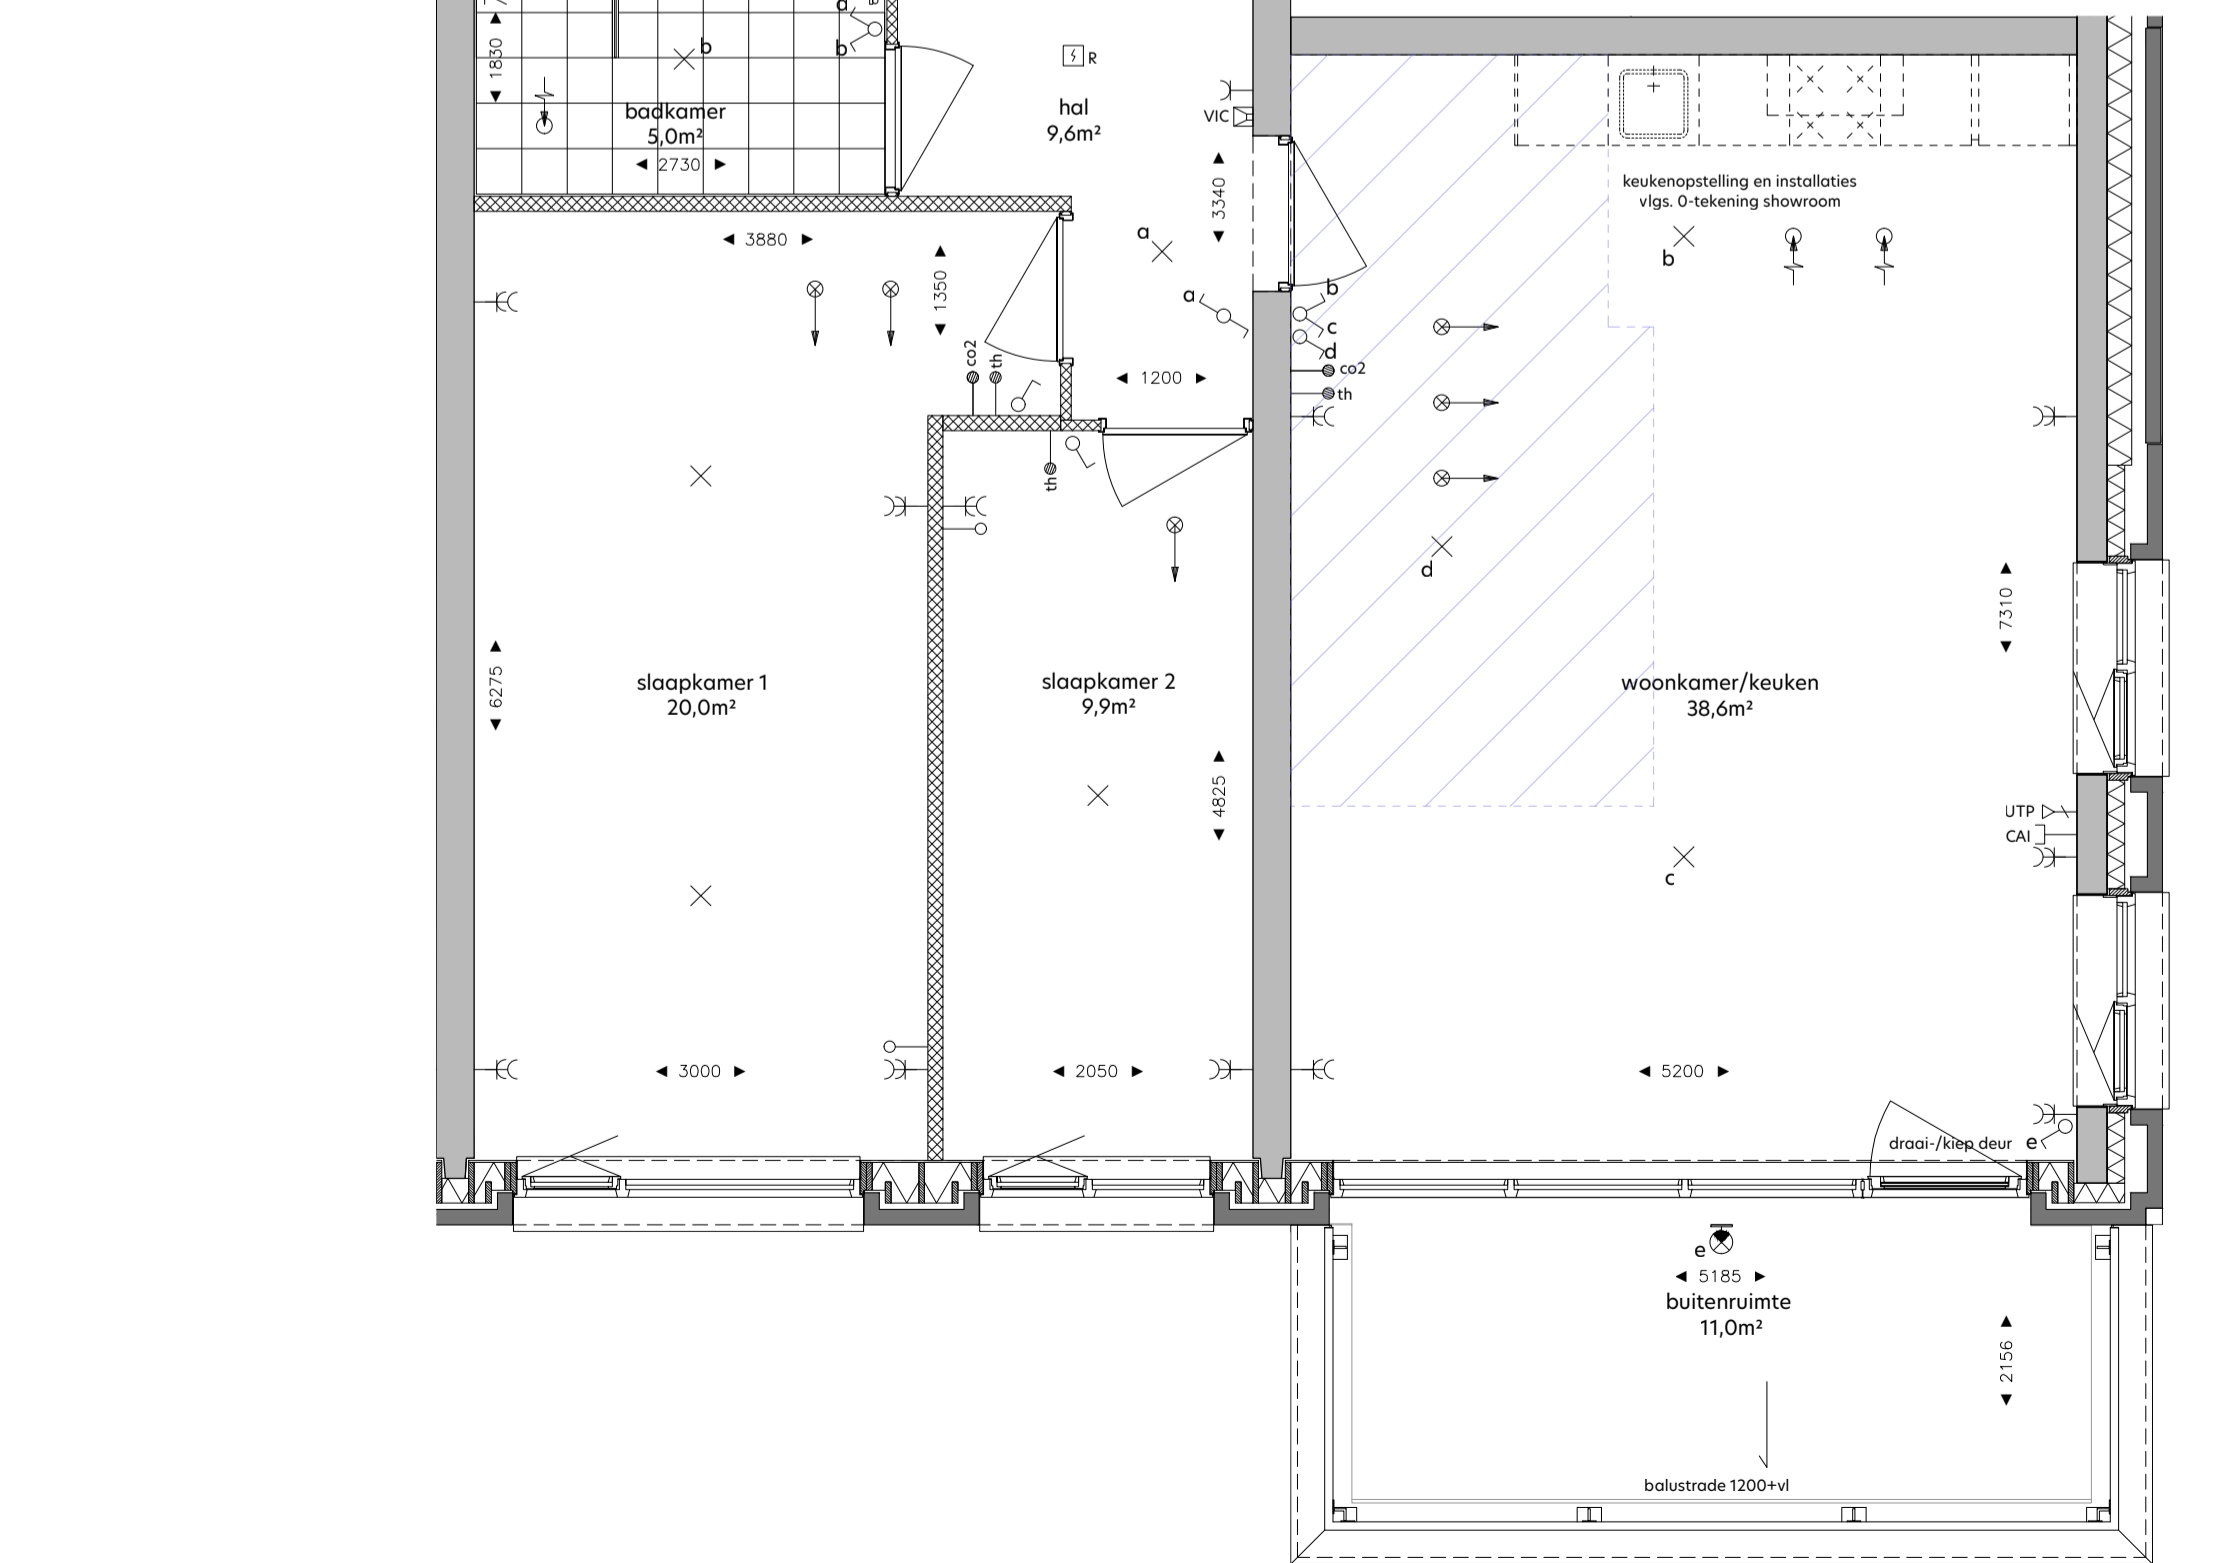 a
b
1830
b
badkamer
5,0m²
2730
R
hal
9,6m²
VIC
3340
keukenopstelling en installaties
vlgs. 0-tekening showroom
b
3880
1350
a
a
b
c
d
co2
th
co2
th
1200
th
d
6275
slaapkamer 1
20,0m²
slaapkamer 2
9,9m²
woonkamer/keuken
38,6m²
7310
4825
UTP
CAI
c
3000
2050
5200
draai-/kiep deur
e
e
5185
buitenruimte
11,0m²
2156
balustrade 1200+vl